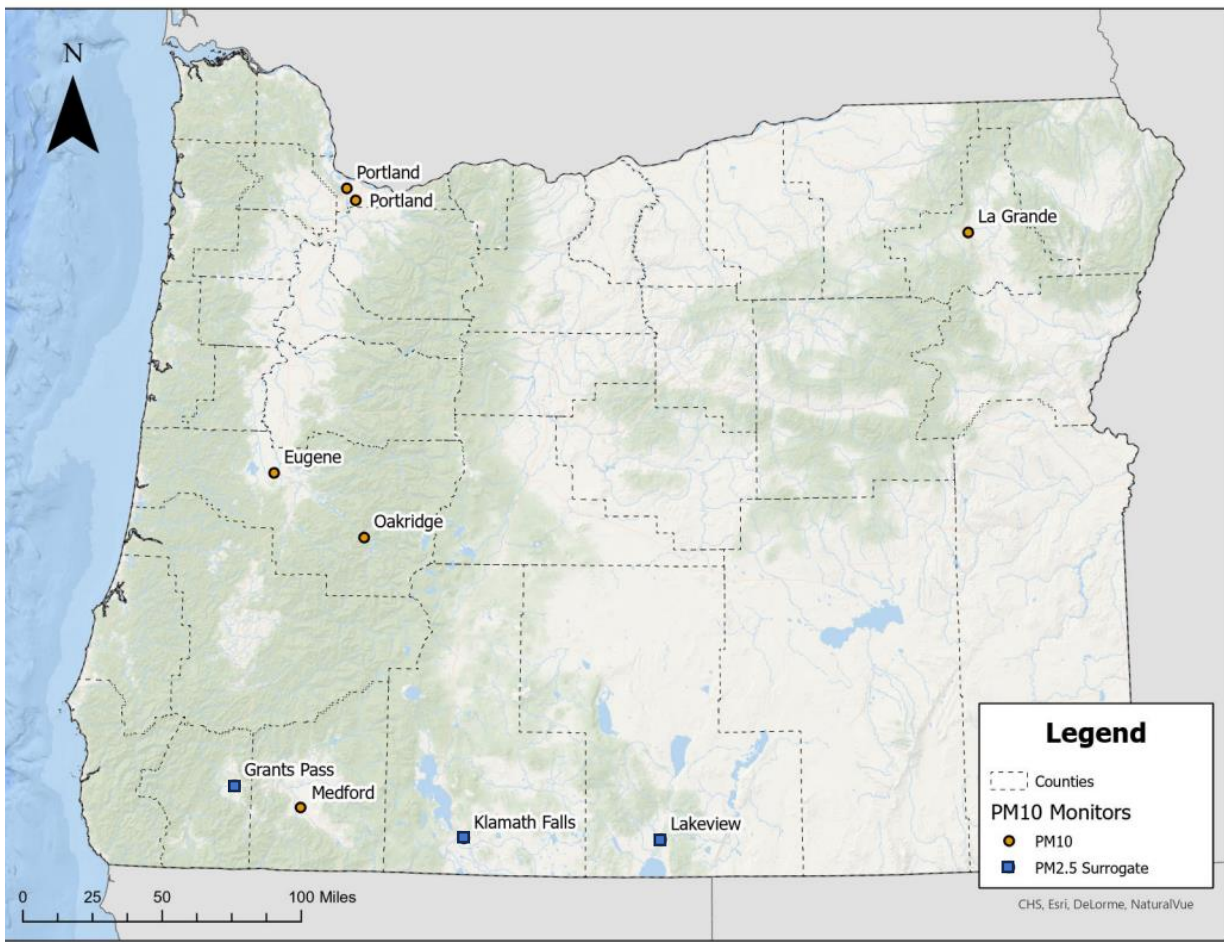 N
Portland
Portland
La Grande
Eugene
Oakridge
Grants Pass
Medford
Klamath Falls
Lakeview
Legend
Counties
PM10 Monitors
PM10
PM2.5 Surrogate
0 25 50 100 Miles
CHS, Esri, DeLorme, NaturalVue